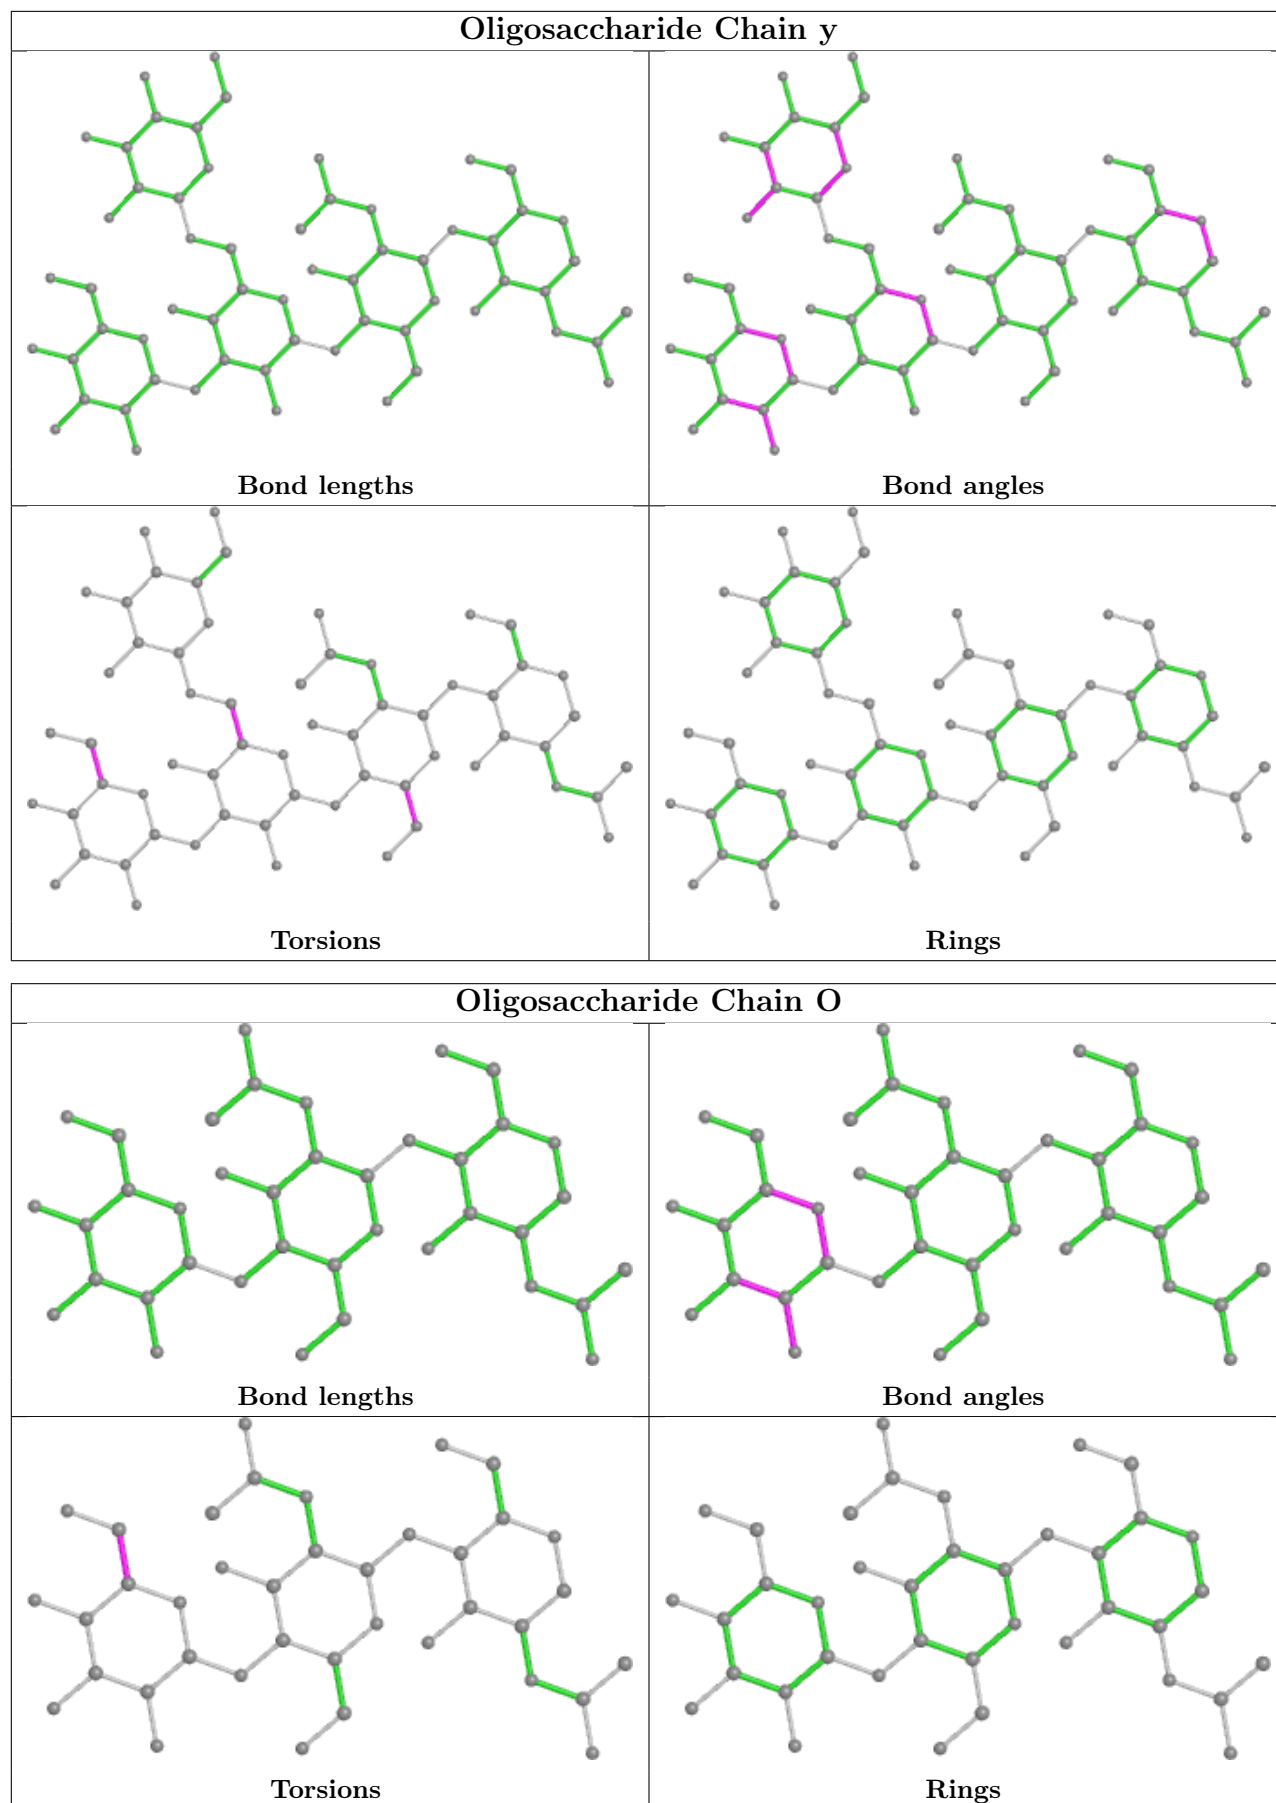 Oligosaccharide Chain y
Bond lengths
Bond angles
Torsions
Rings
Oligosaccharide Chain O
Bond lengths
Bond angles
Torsions
Rings